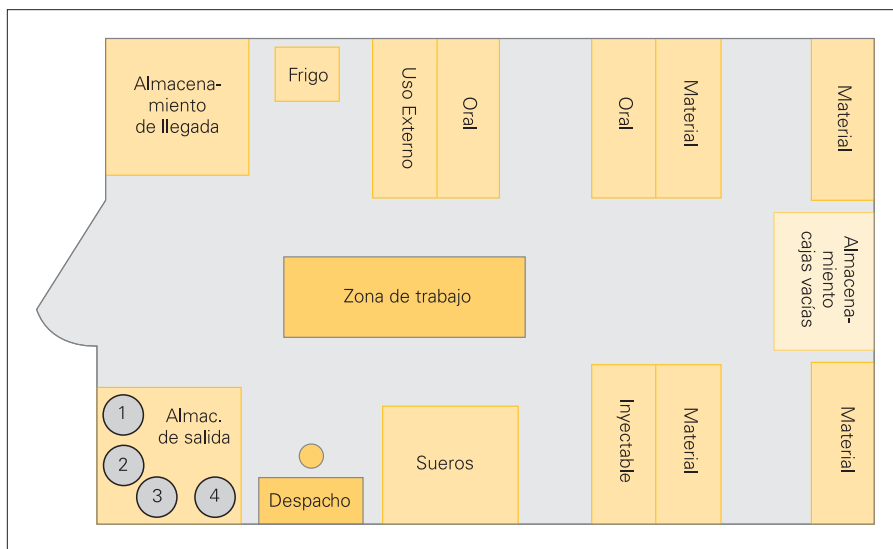 Almacena-
miento
de llegada
Frigo
Uso Externo
Oral
Oral
Material
Material
Zona de trabajo
Almacena-
miento
cajas vacías
1
2
3
4
Almac.
de salida
Despacho
Sueros
Inyectable
Material
Material